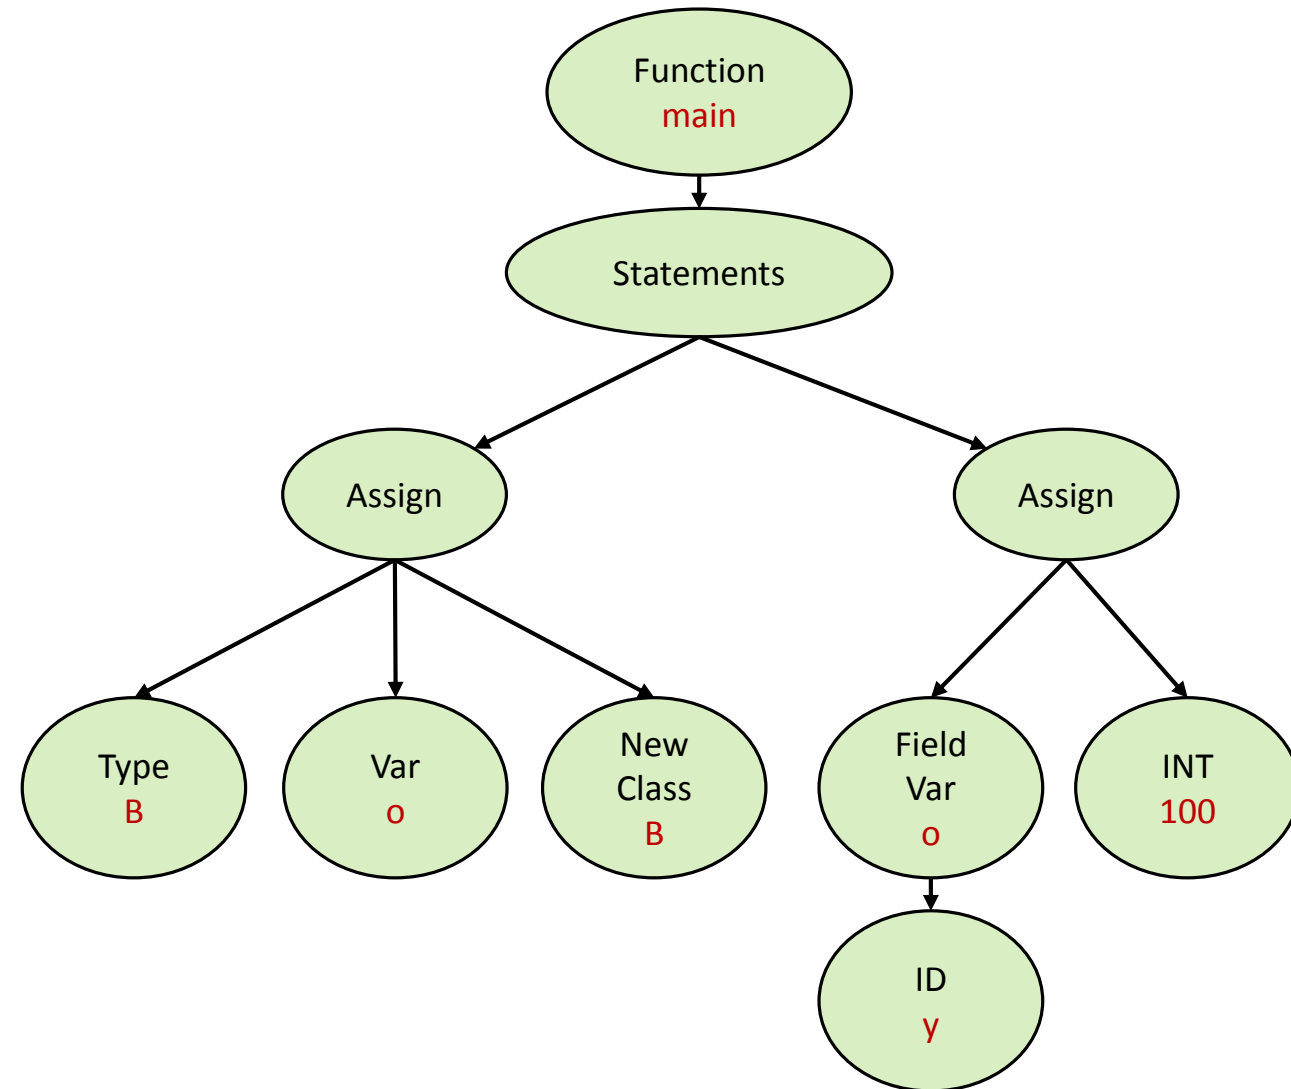 Function
main
Statements
Assign
Assign
Type
B
Var
o
New
Class
B
Field
Var
o
INT
100
ID
y